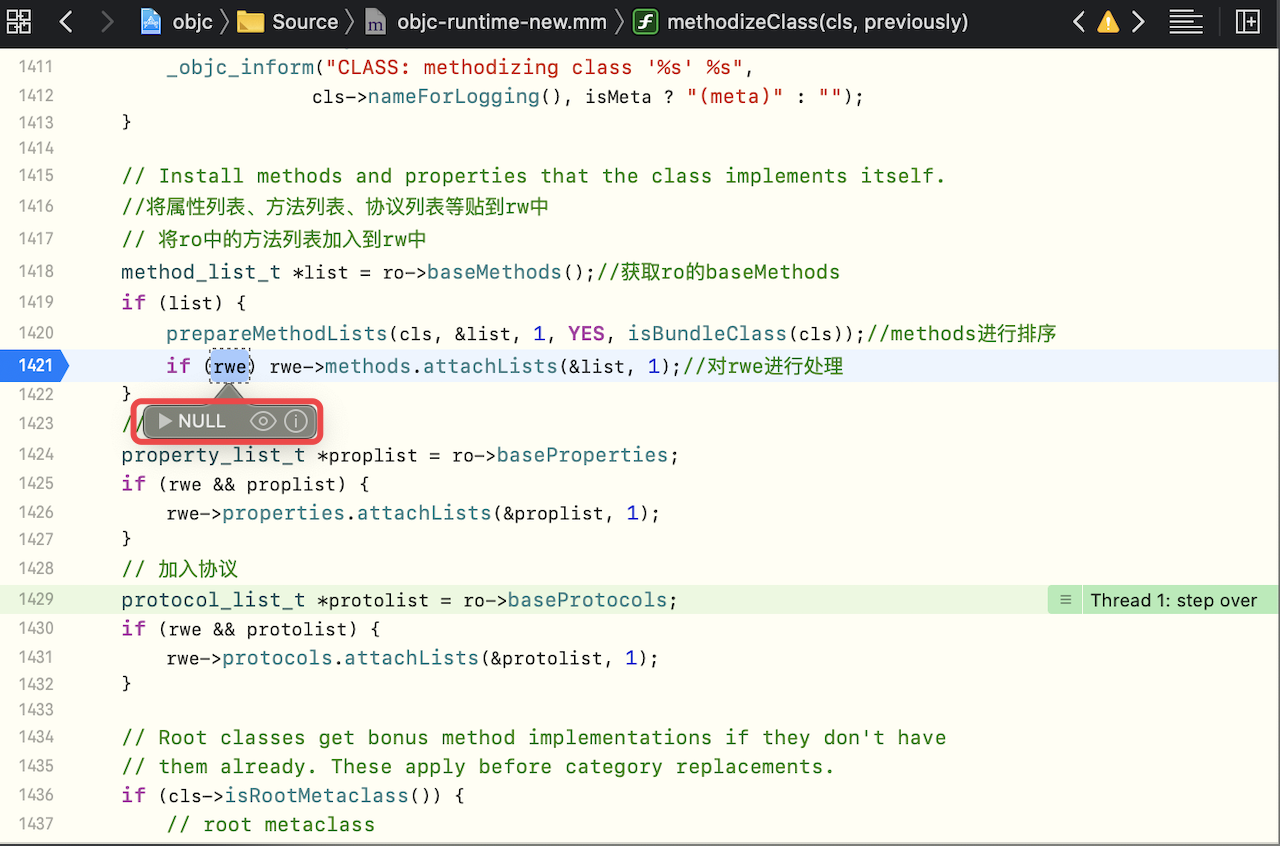 objc Source objc-runtime-new.mm methodizeClass(cls, previously)
1411 _objc_inform("CLASS: methodizing class '%s' %s",
1412 cls->nameForLogging(), isMeta ? "(meta)" : "");
1413 }
1414
1415 // Install methods and properties that the class implements itself.
1416 //将属性列表、方法列表、协议列表等贴到rw中
1417 // 将ro中的方法列表加入到rw中
1418 method_list_t *list = ro->baseMethods();//获取ro的baseMethods
1419 if (list) {
1420 prepareMethodLists(cls, &list, 1, YES, isBundleClass(cls));//methods进行排序
1421 if (rwe) rwe->methods.attachLists(&list, 1);//对rwe进行处理
1422 }
1423 //
NULL
1424 property_list_t *proplist = ro->baseProperties;
1425 if (rwe && proplist) {
1426 rwe->properties.attachLists(&proplist, 1);
1427 }
1428 // 加入协议
1429 protocol_list_t *protolist = ro->baseProtocols; Thread 1: step over
1430 if (rwe && protolist) {
1431 rwe->protocols.attachLists(&protolist, 1);
1432 }
1433
1434 // Root classes get bonus method implementations if they don't have
1435 // them already. These apply before category replacements.
1436 if (cls->isRootMetaclass()) {
1437 // root metaclass